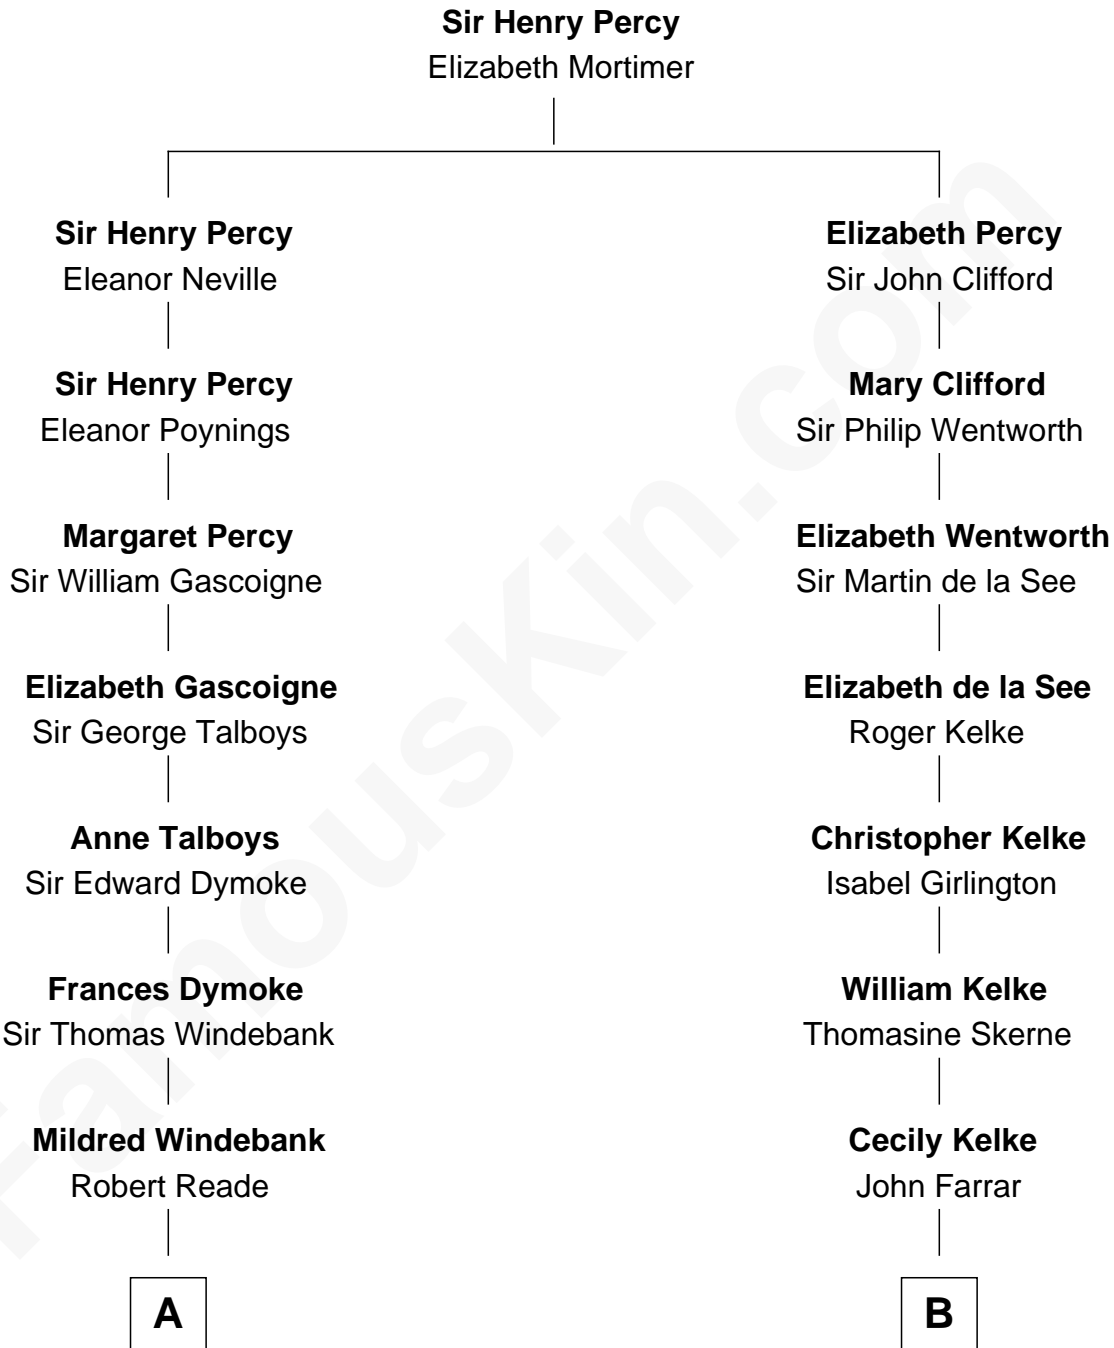 Sir Henry Percy
Elizabeth Mortimer
Sir Henry Percy
Eleanor Neville
Sir Henry Percy
Eleanor Poynings
Margaret Percy
Sir William Gascoigne
Elizabeth Gascoigne
Sir George Talboys
Anne Talboys
Sir Edward Dymoke
Frances Dymoke
Sir Thomas Windebank
Mildred Windebank
Robert Reade
A
Elizabeth Percy
Sir John Clifford
Mary Clifford
Sir Philip Wentworth
Elizabeth Wentworth
Sir Martin de la See
Elizabeth de la See
Roger Kelke
Christopher Kelke
Isabel Girlington
William Kelke
Thomasine Skerne
Cecily Kelke
John Farrar
B
FamousKin.com